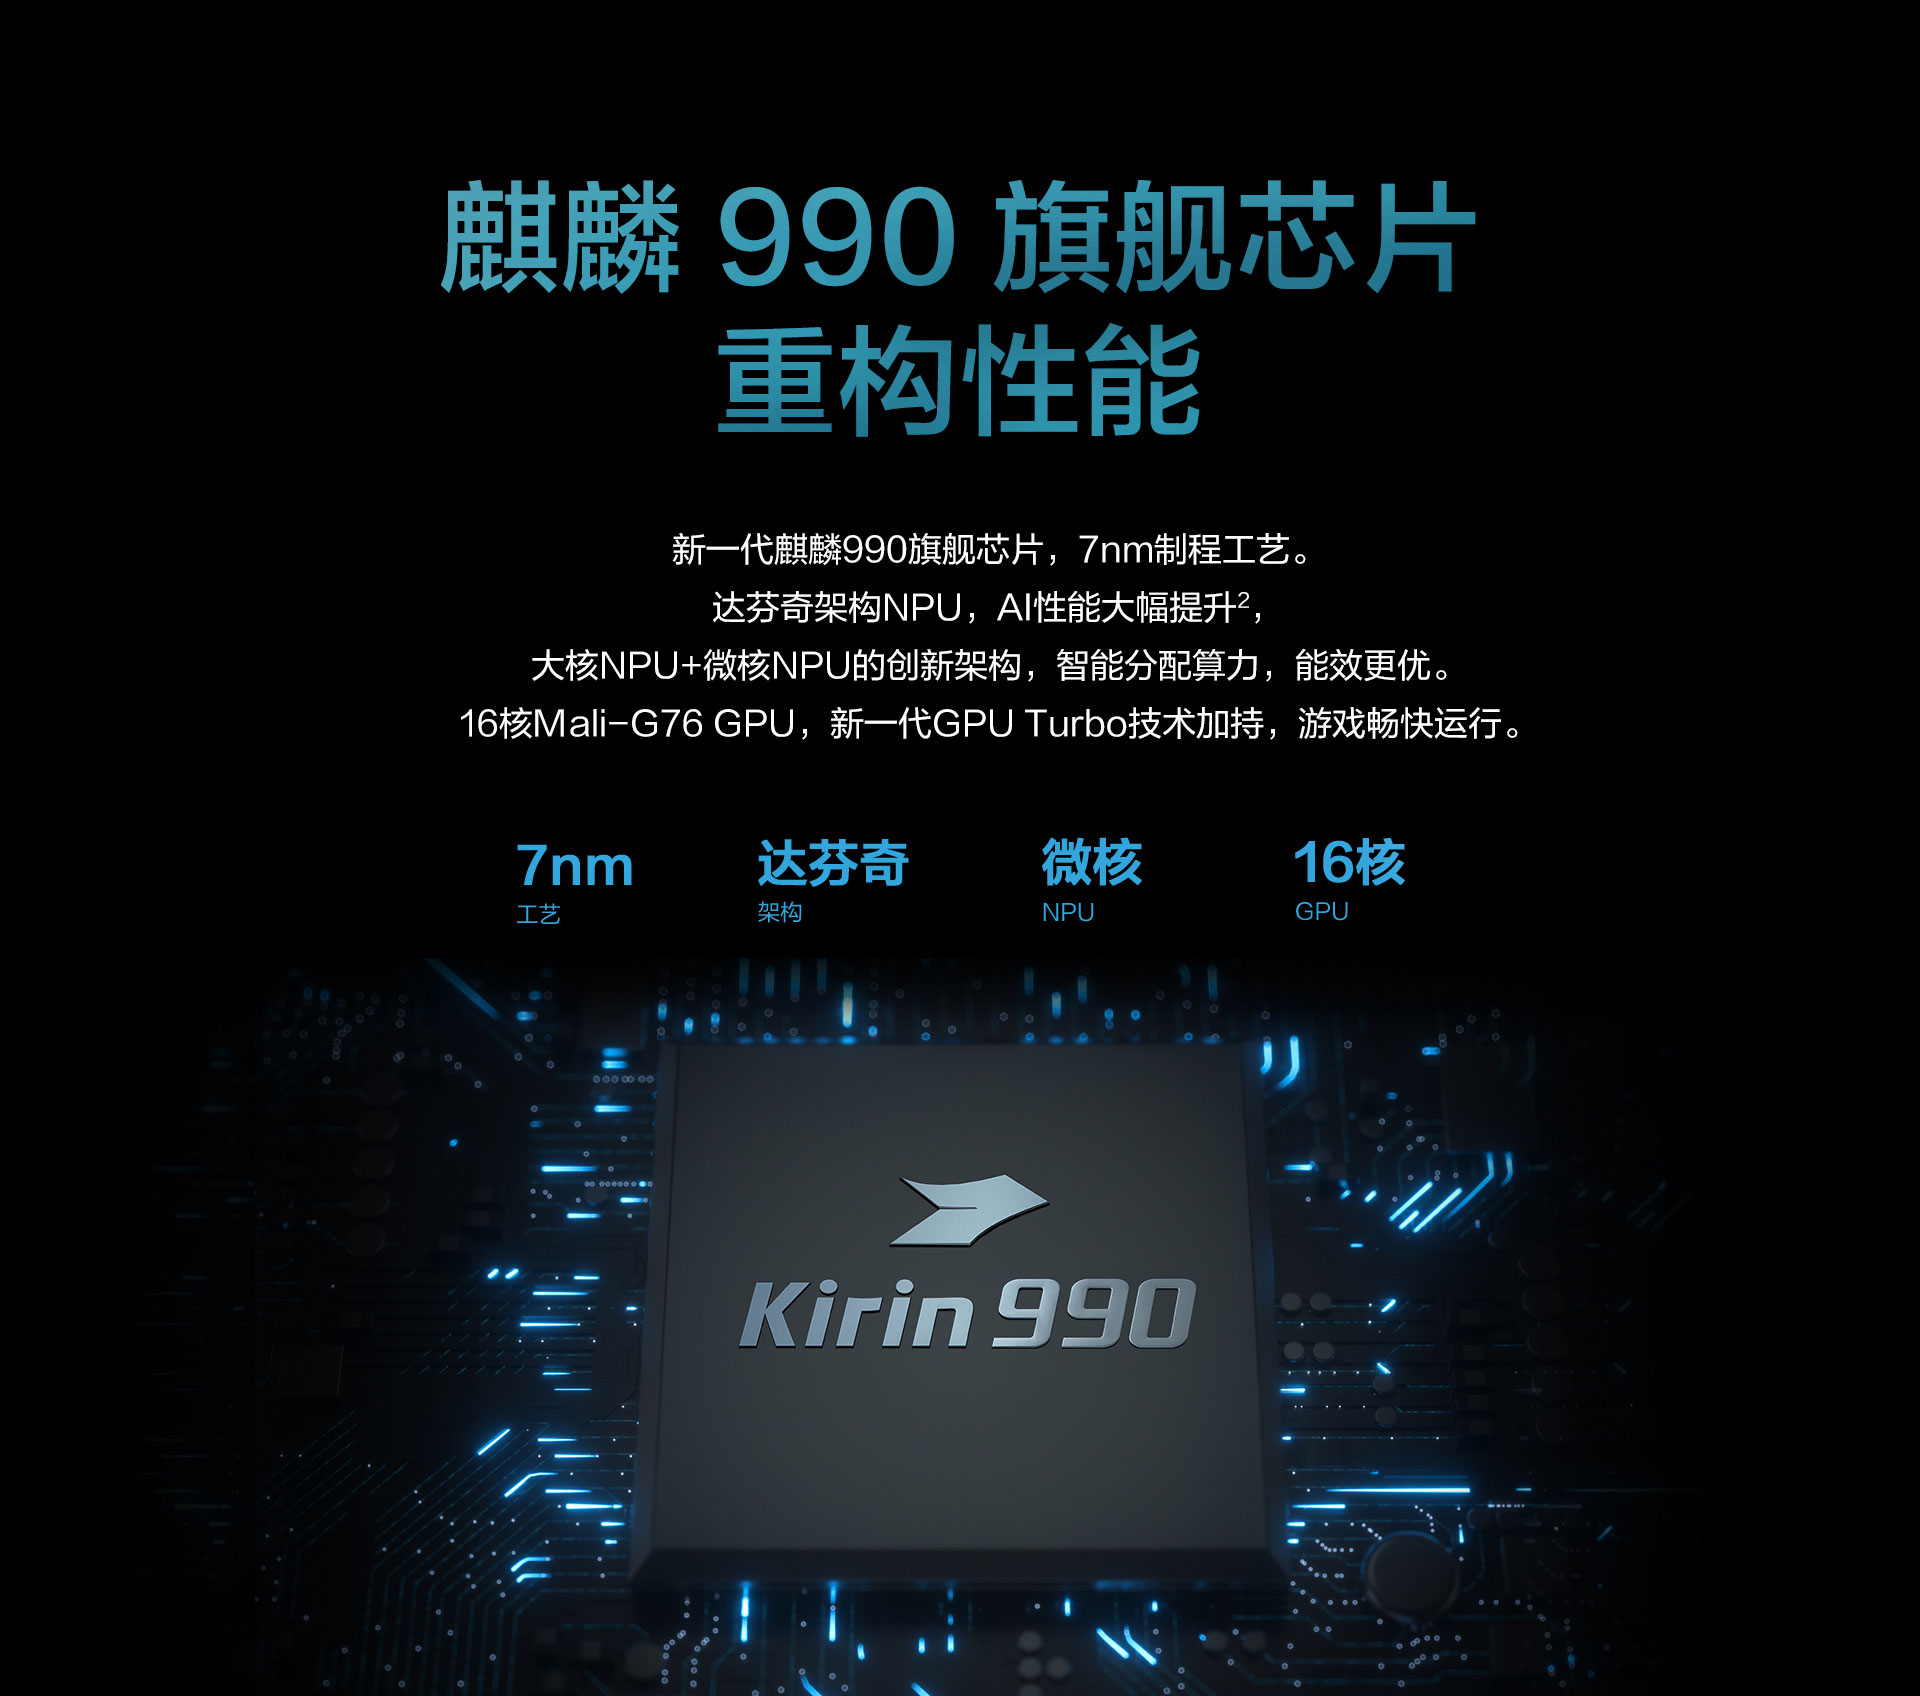 麒麟 990 旗舰芯片
重构性能
新一代麒麟990旗舰芯片，7nm制程工艺。
达芬奇架构NPU，AI性能大幅提升²，
大核NPU+微核NPU的创新架构，智能分配算力，能效更优。
16核Mali-G76 GPU，新一代GPU Turbo技术加持，游戏畅快运行。
7nm
工艺
达芬奇
架构
微核
NPU
16核
GPU
Kirin 990